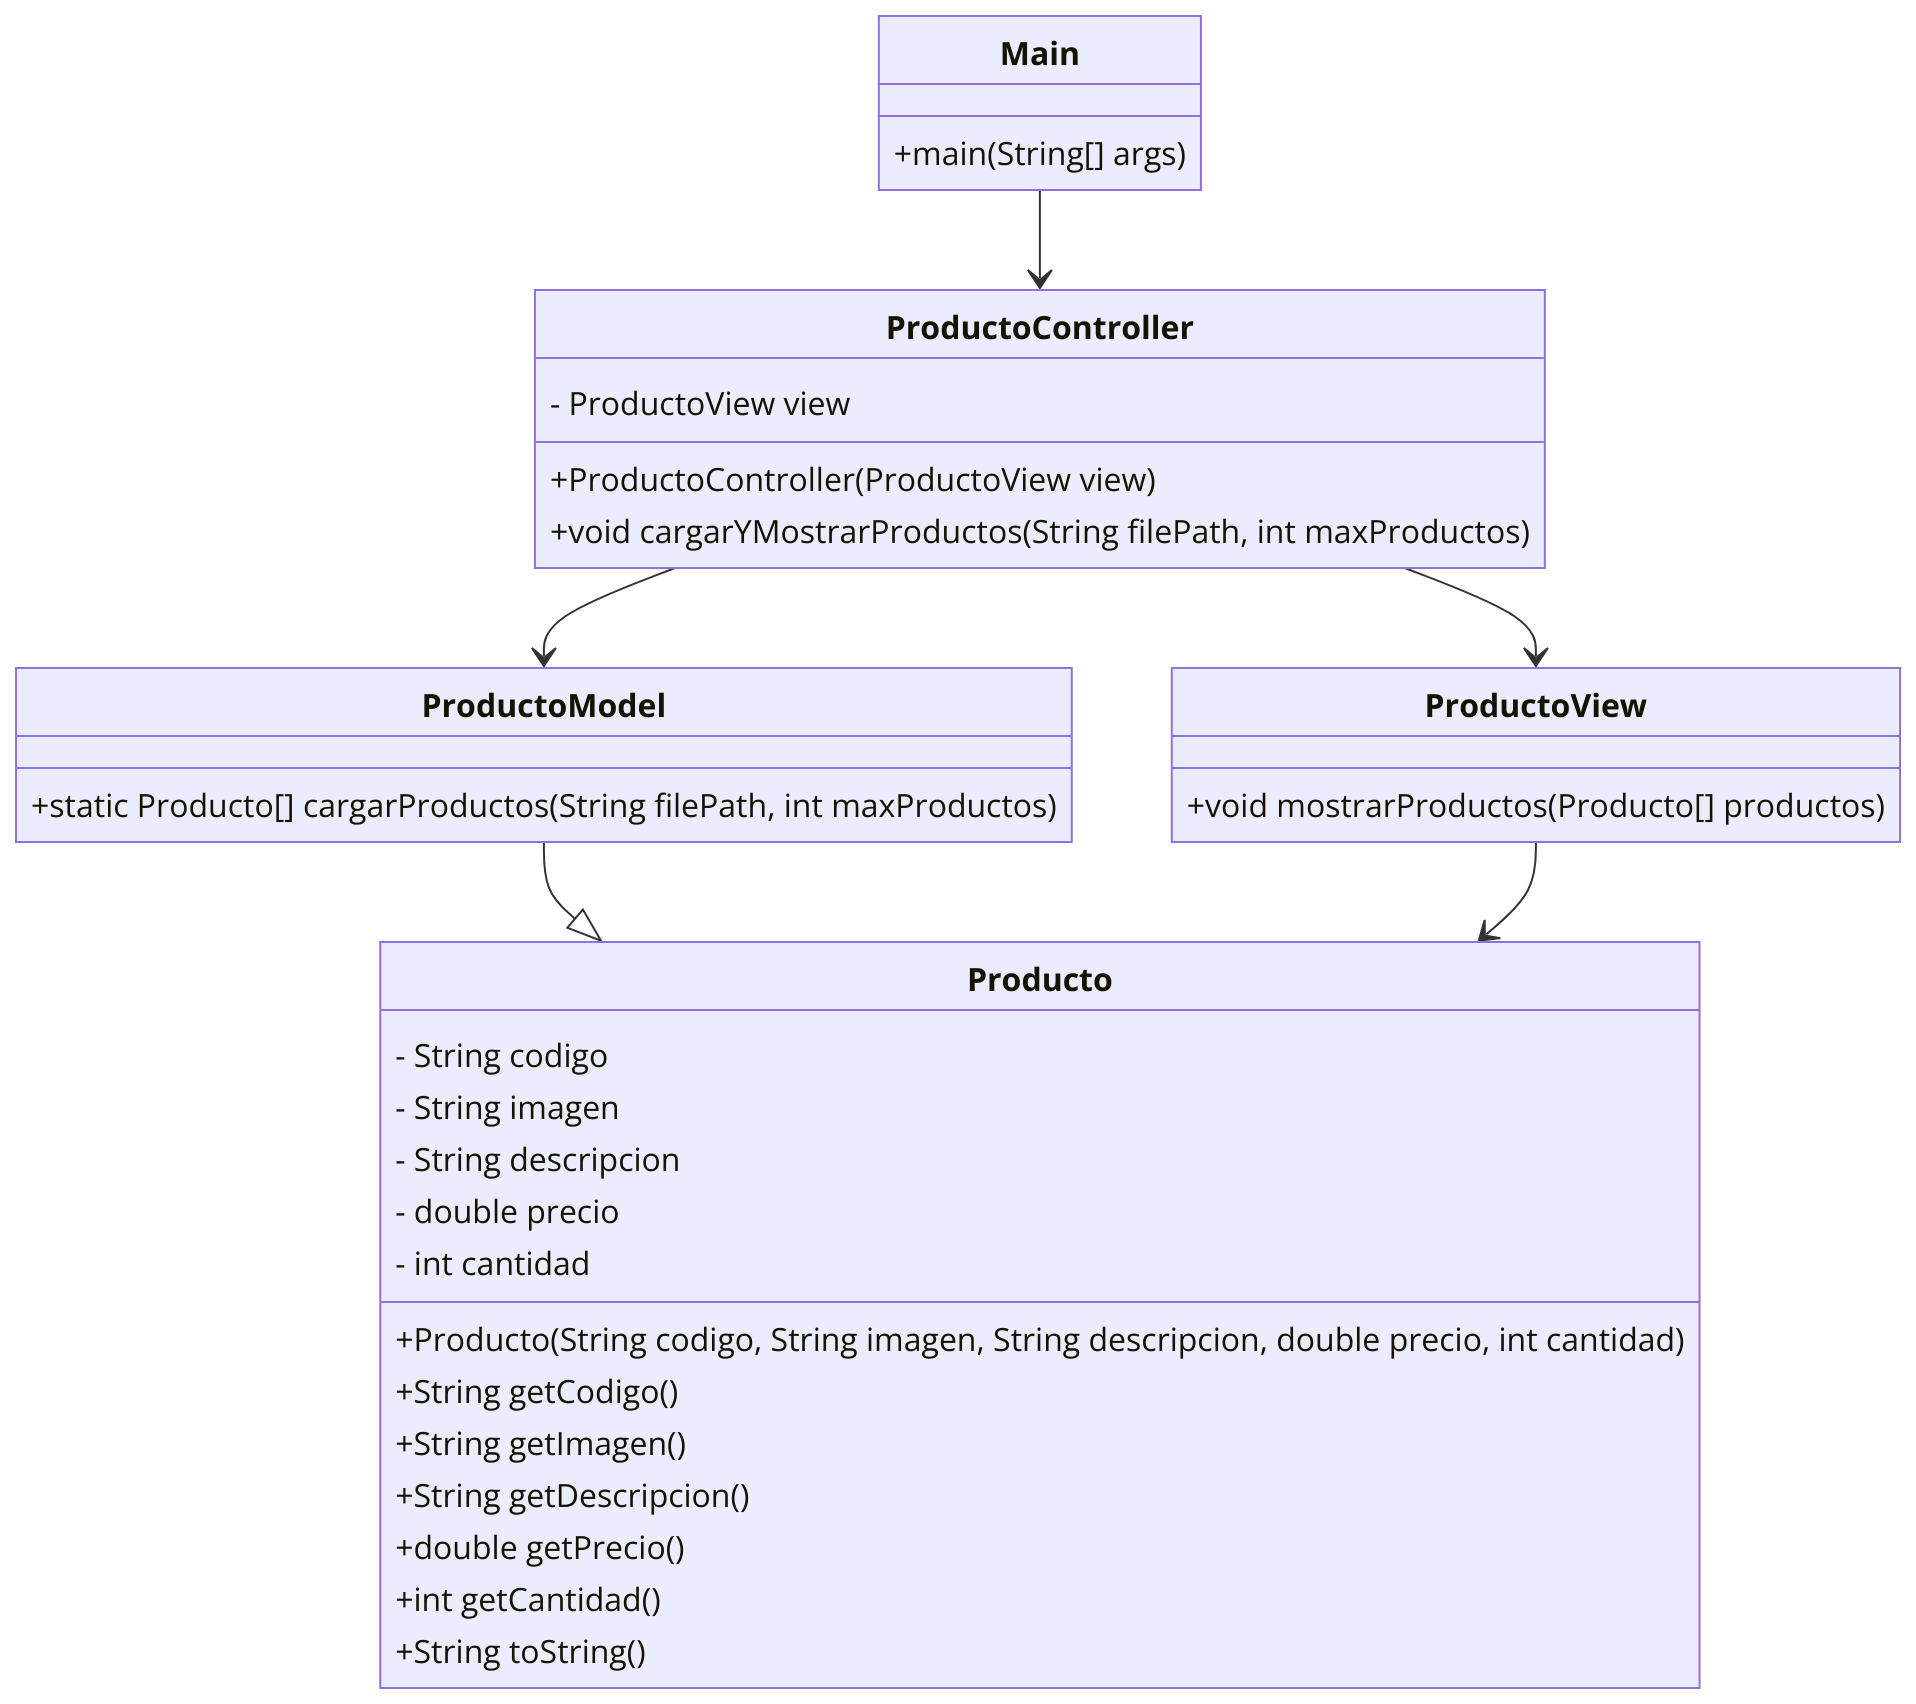 Main
+main(String[] args)
ProductoController
- ProductoView view
+ProductoController(ProductoView view)
+void cargarYMostrarProductos(String filePath, int maxProductos)
ProductoModel
+static Producto[] cargarProductos(String filePath, int maxProductos)
ProductoView
+void mostrarProductos(Producto[] productos)
Producto
- String codigo
- String imagen
- String descripcion
- double precio
- int cantidad
+Producto(String codigo, String imagen, String descripcion, double precio, int cantidad)
+String getCodigo()
+String getImagen()
+String getDescripcion()
+double getPrecio()
+int getCantidad()
+String toString()